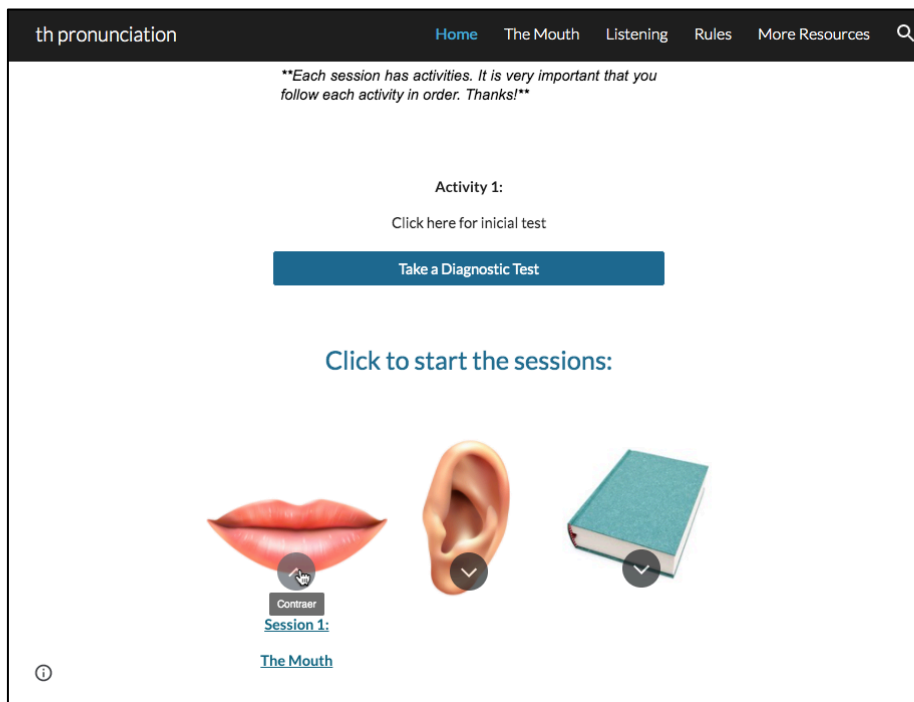 th pronunciation
Home The Mouth Listening Rules More Resources
**Each session has activities. It is very important that you
follow each activity in order. Thanks!**
Activity 1:
Click here for inicial test
Take a Diagnostic Test
Click to start the sessions:
Contraer
Session 1:
The Mouth